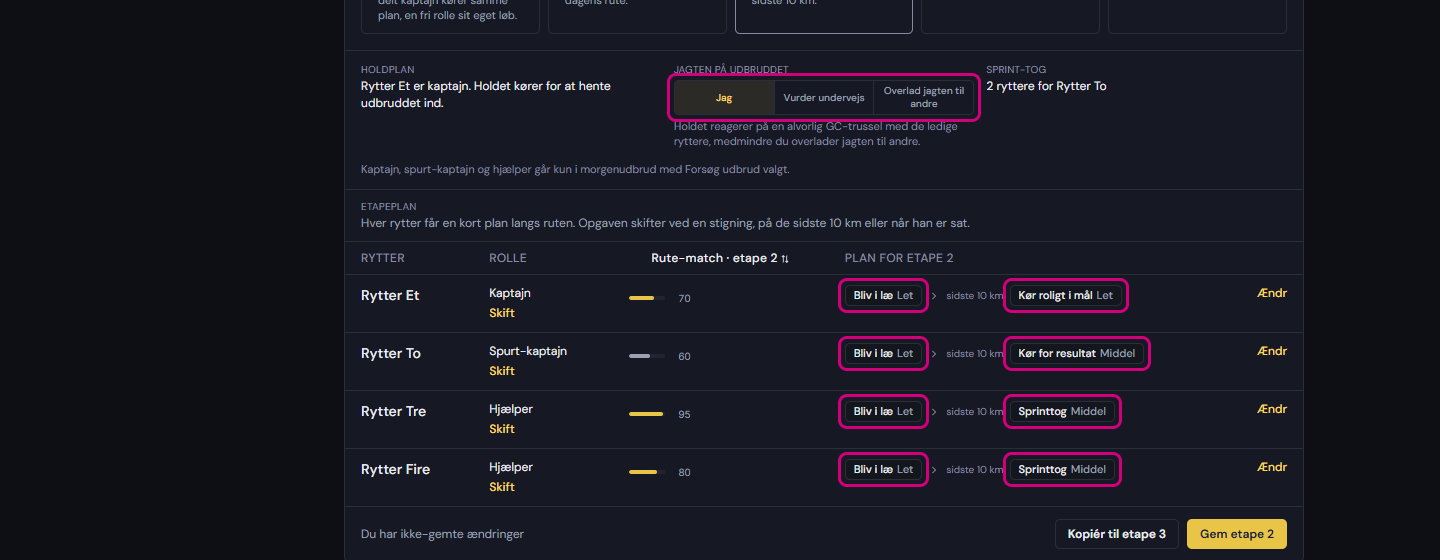 delt kaptajn kører samme
plan, en fri rolle sit eget løb.
dagens rute.
sidste 10 km.
HOLDPLAN
Rytter Et er kaptajn. Holdet kører for at hente
udbruddet ind.
JAGTEN PÅ UDBRUDDET
Jag
Vurder undervejs
Overlad jagten til
andre
Holdet reagerer på en alvorlig GC-trussel med de ledige
ryttere, medmindre du overlader jagten til andre.
SPRINT-TOG
2 ryttere for Rytter To
Kaptajn, spurt-kaptajn og hjælper går kun i morgenudbrud med Forsøg udbrud valgt.
ETAPEPLAN
Hver rytter får en kort plan langs ruten. Opgaven skifter ved en stigning, på de sidste 10 km eller når han er sat.
RYTTER ROLLE Rute-match · etape 2 ⇅ PLAN FOR ETAPE 2
Rytter Et Kaptajn 70 Bliv i læ Let > sidste 10 km Kør roligt i mål Let Ændr
Skift
Rytter To Spurt-kaptajn 60 Bliv i læ Let > sidste 10 km Kør for resultat Middel Ændr
Skift
Rytter Tre Hjælper 95 Bliv i læ Let > sidste 10 km Sprinttog Middel Ændr
Skift
Rytter Fire Hjælper 80 Bliv i læ Let > sidste 10 km Sprinttog Middel Ændr
Skift
Du har ikke-gemte ændringer Kopiér til etape 3 Gem etape 2